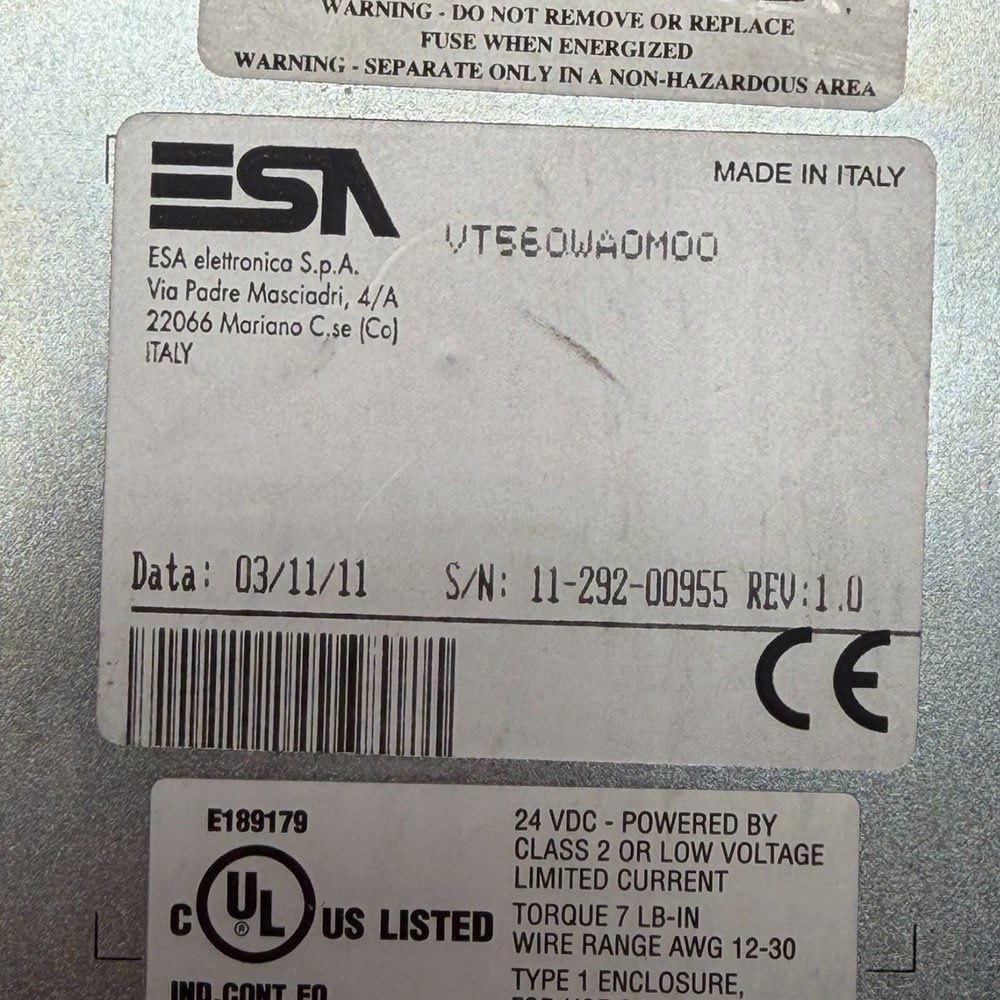 WARNING - DO NOT REMOVE OR REPLACE
FUSE WHEN ENERGIZED
WARNING - SEPARATE ONLY IN A NON-HAZARDOUS AREA
ESA
MADE IN ITALY
VT560WA0M00
ESA elettronica S.p.A.
Via Padre Masciadri, 4/A
22066 Mariano C.se (Co)
ITALY
Data: 03/11/11 S/N: 11-292-00955 REV:1.0
CE
E189179
C UL ® US LISTED
IND.CONT.EQ
24 VDC - POWERED BY
CLASS 2 OR LOW VOLTAGE
LIMITED CURRENT
TORQUE 7 LB-IN
WIRE RANGE AWG 12-30
TYPE 1 ENCLOSURE,